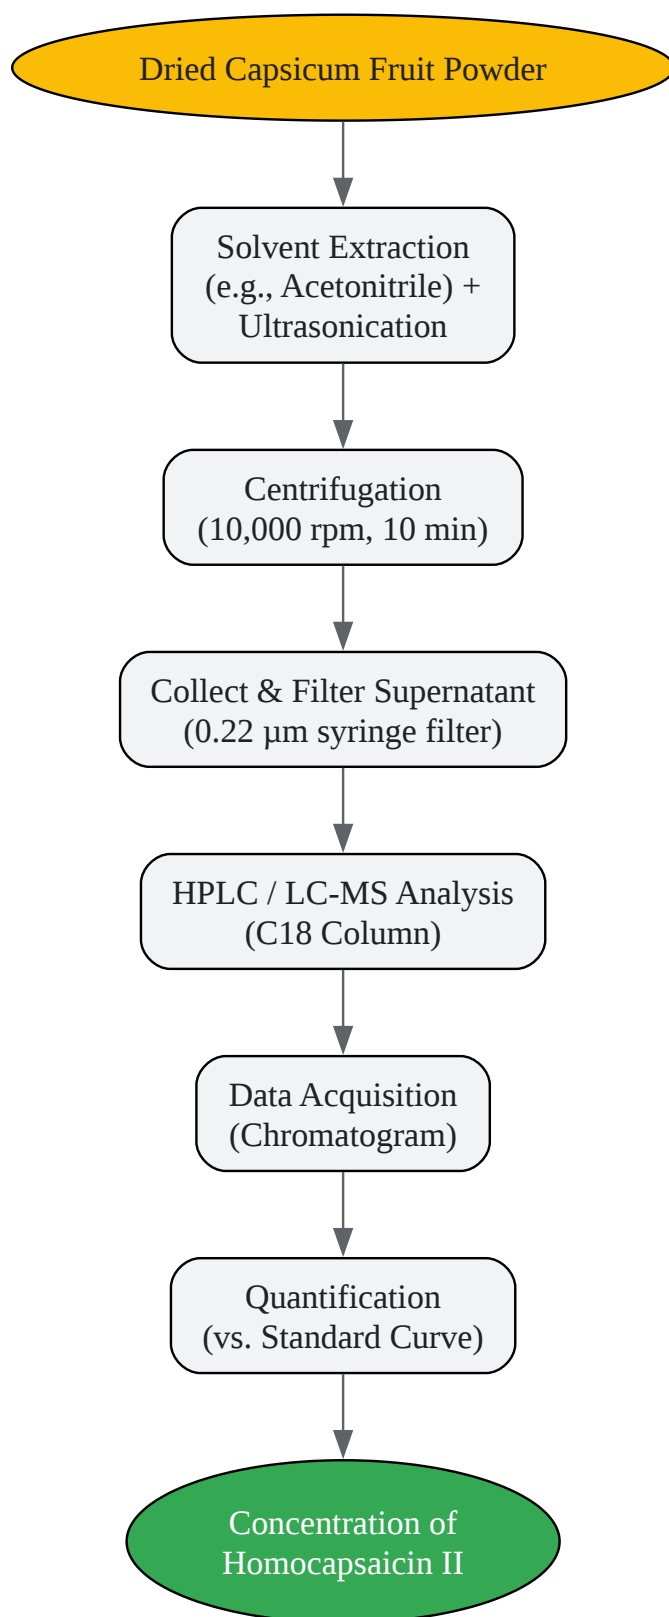 Dried Capsicum Fruit Powder
Solvent Extraction
(e.g., Acetonitrile) +
Ultrasonication
Centrifugation
(10,000 rpm, 10 min)
Collect & Filter Supernatant
(0.22 µm syringe filter)
HPLC / LC-MS Analysis
(C18 Column)
Data Acquisition
(Chromatogram)
Quantification
(vs. Standard Curve)
Concentration of
Homocapsaicin II